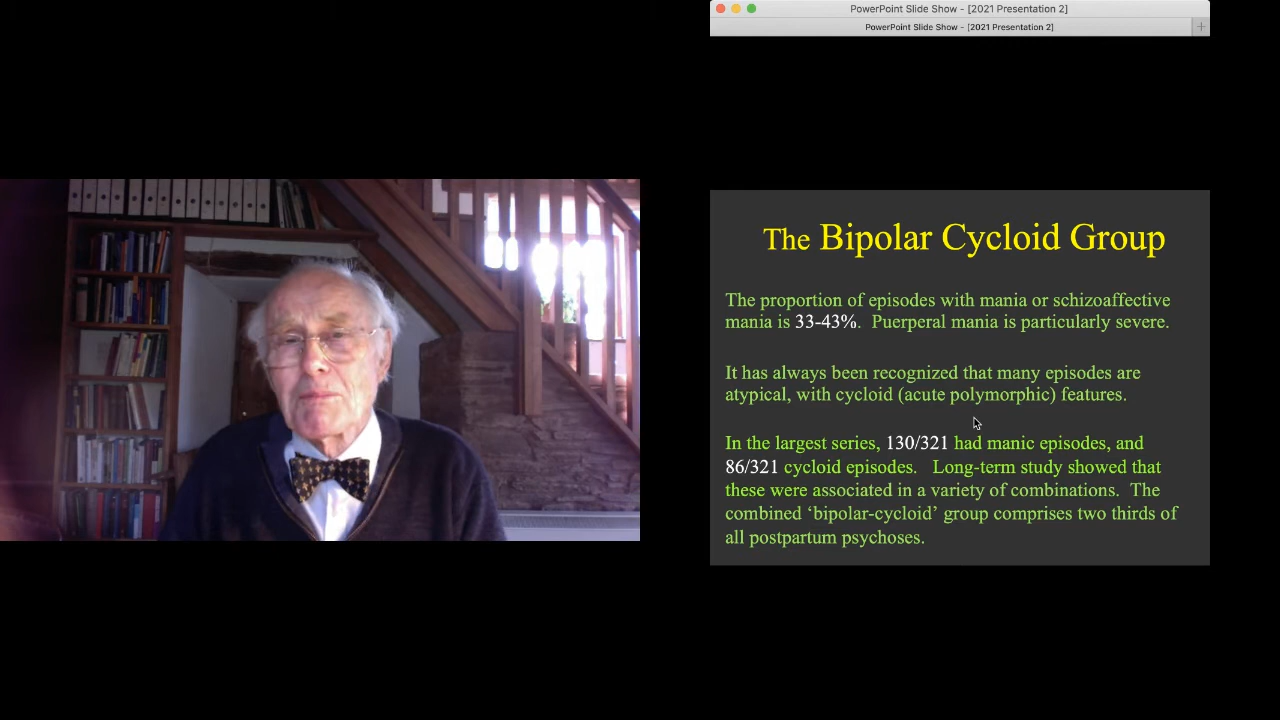 PowerPoint Slide Show - [2021 Presentation 2]
PowerPoint Slide Show - [2021 Presentation 2]
The Bipolar Cycloid Group
The proportion of episodes with mania or schizoaffective
mania is 33-43%. Puerperal mania is particularly severe.
It has always been recognized that many episodes are
atypical, with cycloid (acute polymorphic) features.
In the largest series, 130/321 had manic episodes, and
86/321 cycloid episodes. Long-term study showed that
these were associated in a variety of combinations. The
combined ‘bipolar-cycloid’ group comprises two thirds of
all postpartum psychoses.